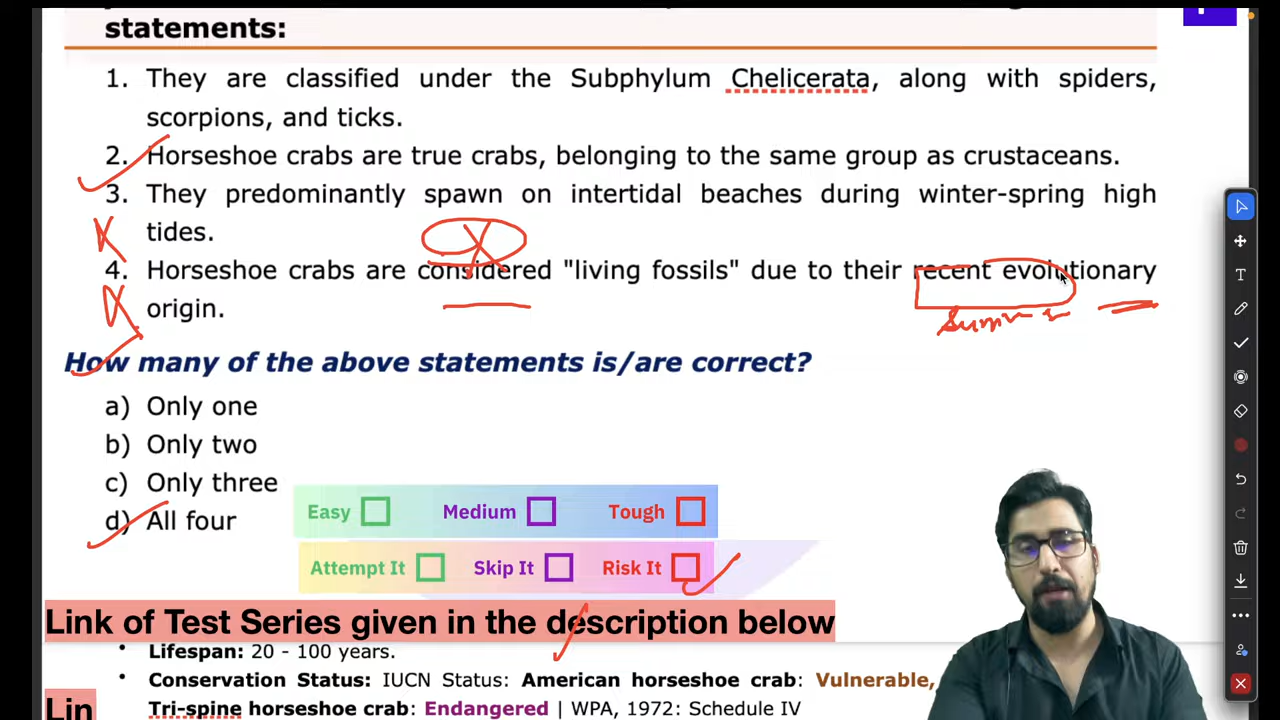 statements:
1. They are classified under the Subphylum Chelicerata, along with spiders,
scorpions, and ticks.
2. Horseshoe crabs are true crabs, belonging to the same group as crustaceans.
3. They predominantly spawn on intertidal beaches during winter-spring high
tides.
4. Horseshoe crabs are considered "living fossils" due to their recent evolutionary
origin.
How many of the above statements is/are correct?
a) Only one
b) Only two
c) Only three
d) All four
Easy Medium Tough
Attempt It Skip It Risk It
Link of Test Series given in the description below
• Lifespan: 20 - 100 years.
• Conservation Status: IUCN Status: American horseshoe crab: Vulnerable,
Lin
Tri-spine horseshoe crab: Endangered | WPA, 1972: Schedule IV